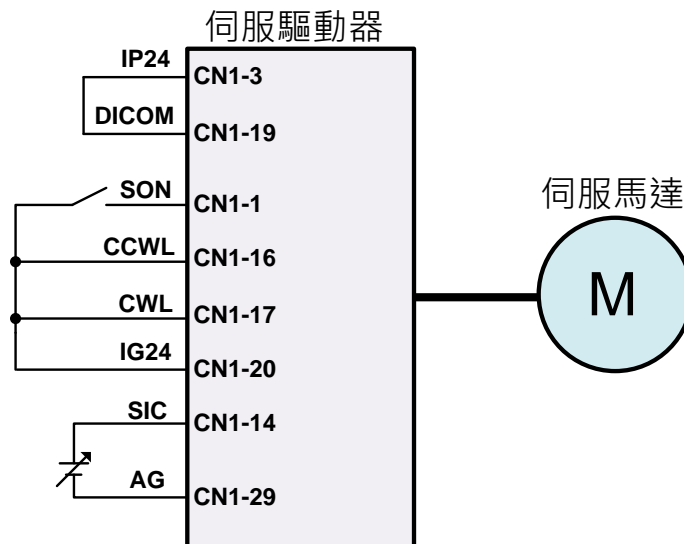 伺服驅動器
IP24 CN1-3
DICOM CN1-19
SON CN1-1
伺服馬達
CCWL CN1-16
M
CWL CN1-17
IG24 CN1-20
SIC CN1-14
AG CN1-29